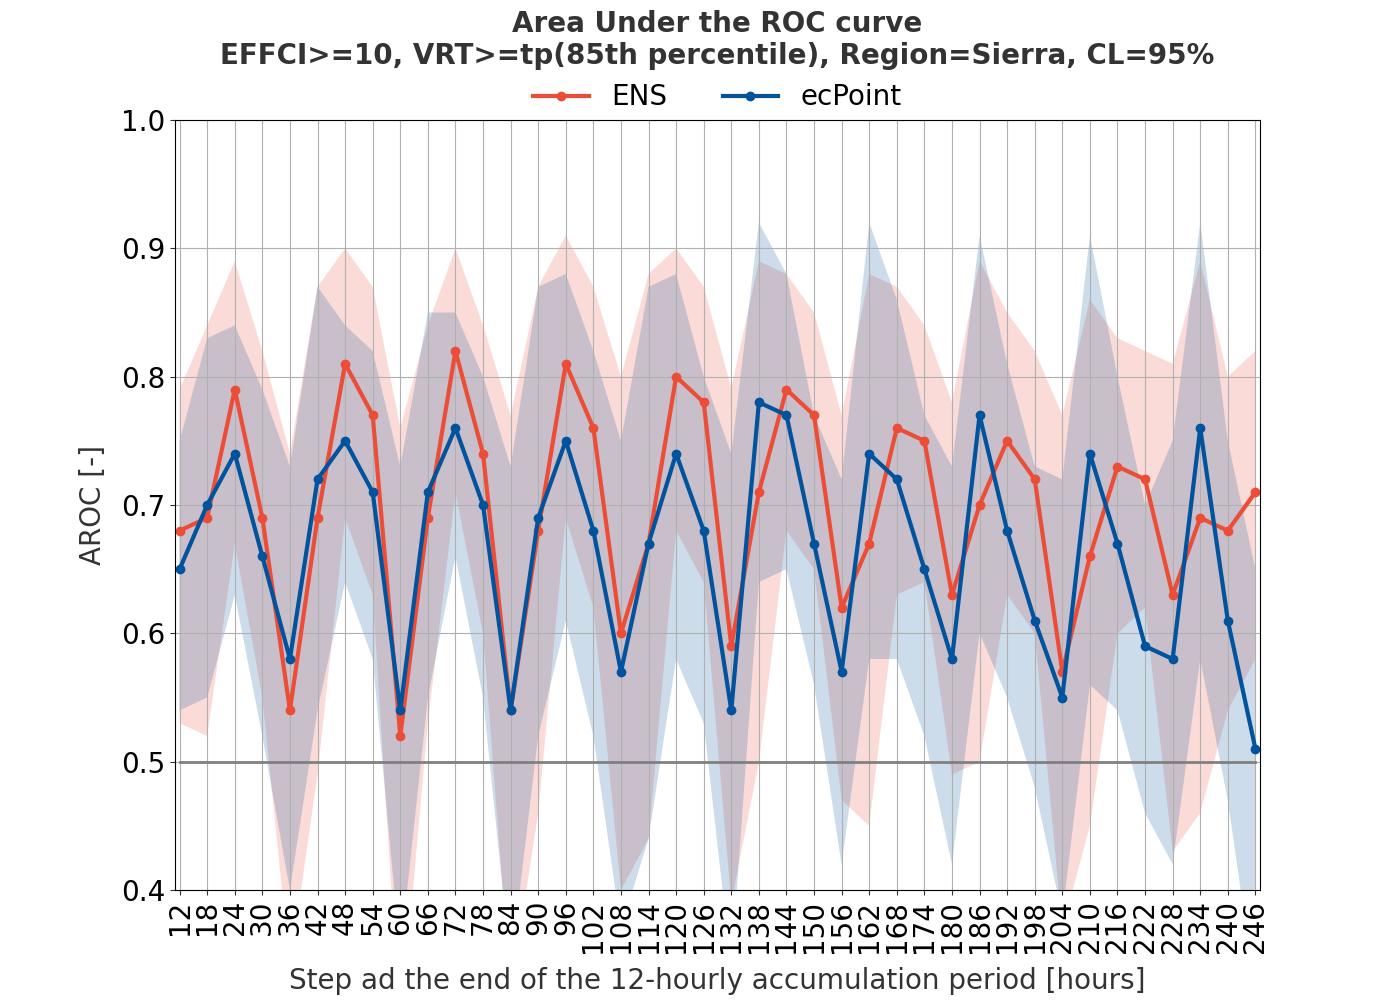 Area Under the ROC curve
EFFCI>=10, VRT>=tp(85th percentile), Region=Sierra, CL=95%
ENS ecPoint
1.0
0.9
0.8
0.7
0.6
0.5
0.4
AROC [-]
12 18 24 30 36 42 48 54 60 66 72 78 84 90 96 102 108 114 120 126 132 138 144 150 156 162 168 174 180 186 192 198 204 210 216 222 228 234 240 246
Step ad the end of the 12-hourly accumulation period [hours]